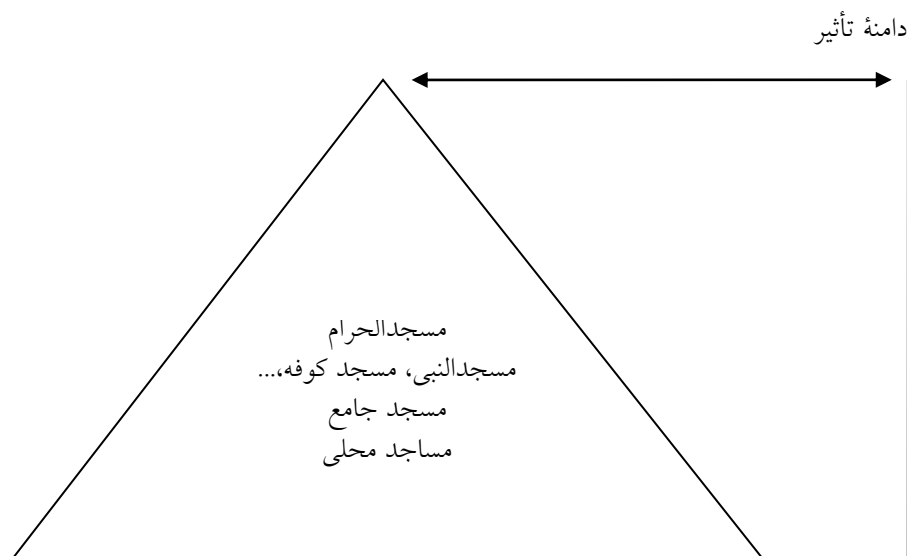 دامنهٔ تأثیر
مسجدالحرام
مسجدالنبی، مسجد کوفه،...
مسجد جامع
مساجد محلی